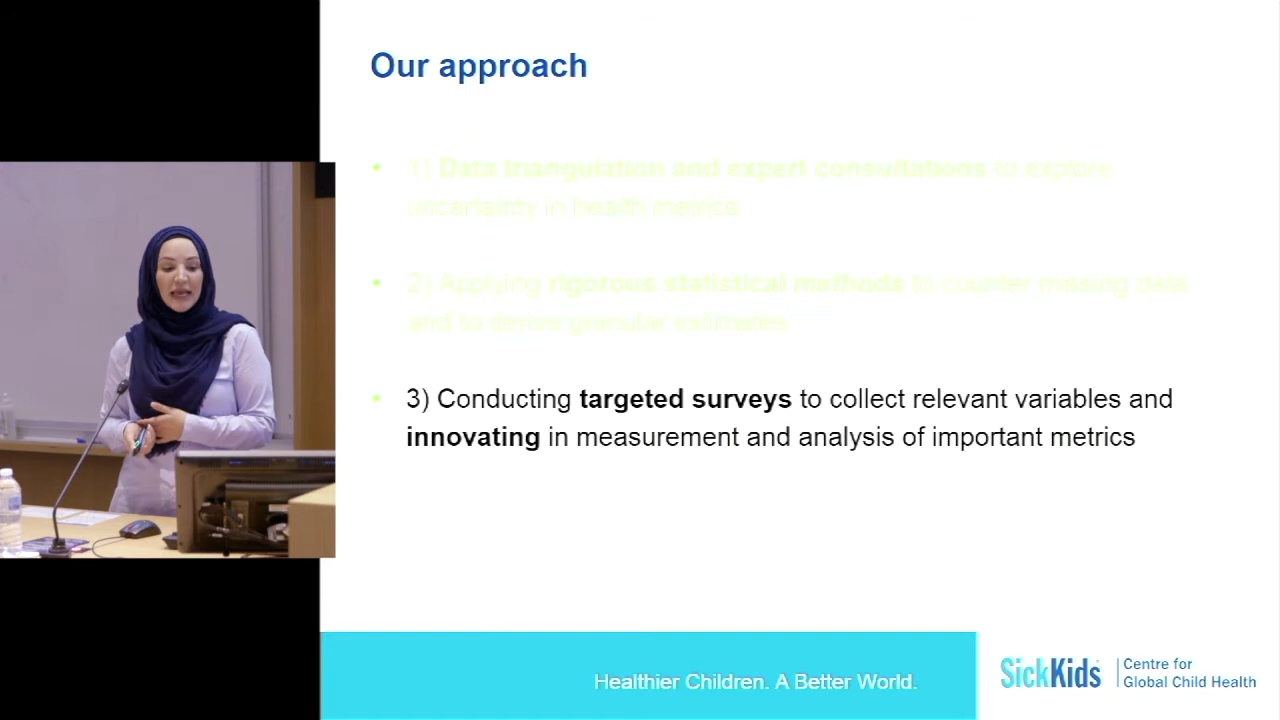 Our approach
• 1) Data triangulation and expert consultations to explore
uncertainty in health metrics
• 2) Applying rigorous statistical methods to counter missing data
and to derive granular estimates
• 3) Conducting targeted surveys to collect relevant variables and
innovating in measurement and analysis of important metrics
Healthier Children. A Better World.
SickKids
Centre for
Global Child Health